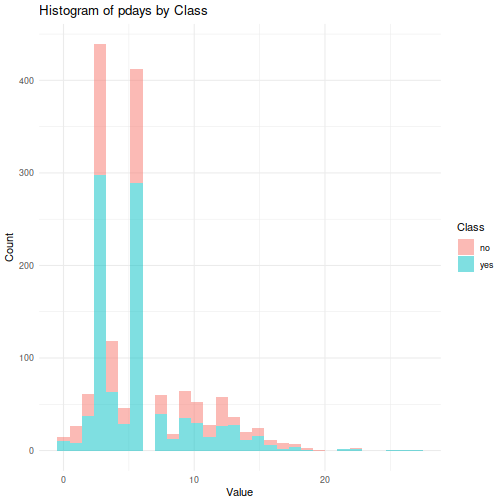 Histogram of pdays by Class
400
300
200
100
0
Count
0
10
20
Value
Class
no
yes